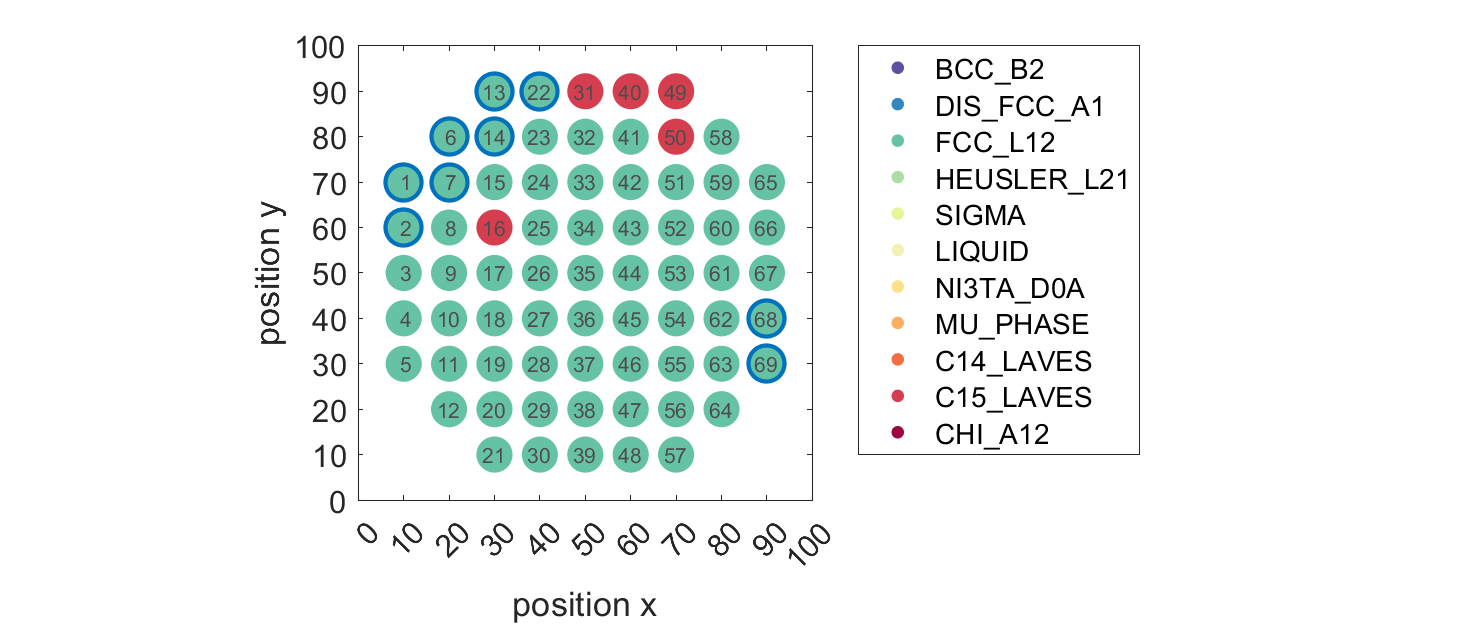 100
90
80
70
60
50
40
30
20
10
0
position y
13 22 31 40 49
6 14 23 32 41 50 58
1 7 15 24 33 42 51 59 65
2 8 16 25 34 43 52 60 66
3 9 17 26 35 44 53 61 67
4 10 18 27 36 45 54 62 68
5 11 19 28 37 46 55 63 69
12 20 29 38 47 56 64
21 30 39 48 57
0 10 20 30 40 50 60 70 80 90 100
position x
BCC_B2
DIS_FCC_A1
FCC_L12
HEUSLER_L21
SIGMA
LIQUID
NI3TA_D0A
MU_PHASE
C14_LAVES
C15_LAVES
CHI_A12